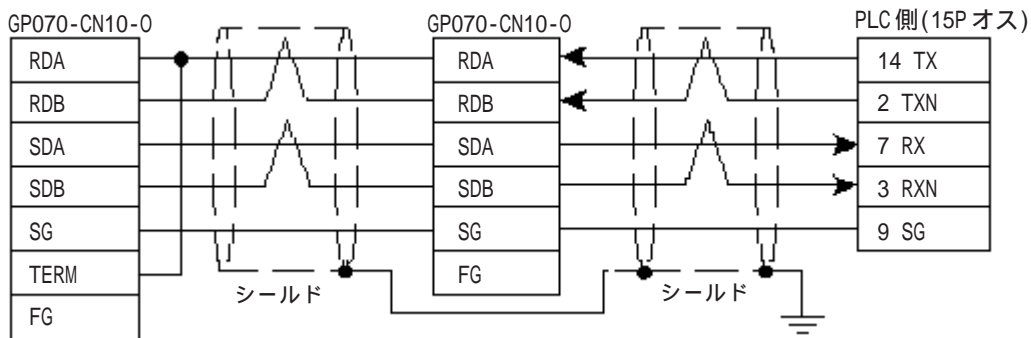 GP070-CN10-0
RDA
RDB
SDA
SDB
SG
TERM
FG
シールド
GP070-CN10-0
RDA
RDB
SDA
SDB
SG
FG
シールド
PLC側(15Pオス)
14 TX
2 TXN
7 RX
3 RXN
9 SG